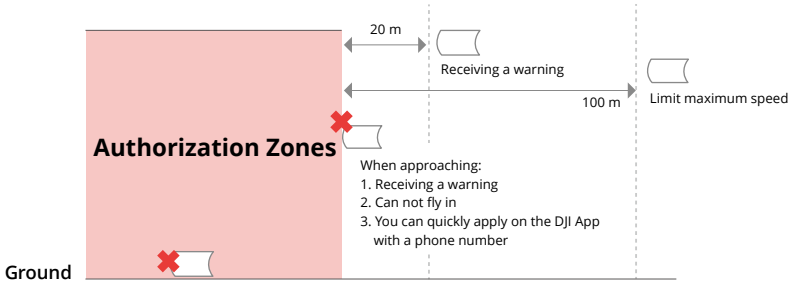 20 m
Receiving a warning
100 m
Limit maximum speed
Authorization Zones
When approaching:
1. Receiving a warning
2. Can not fly in
3. You can quickly apply on the DJI App
with a phone number
Ground